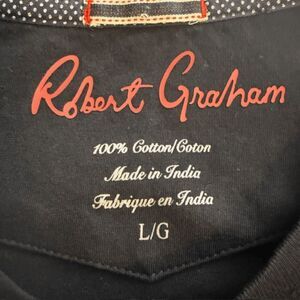 Robert Graham
100% Cotton/Coton
Made in India
Fabrique en India
L/G